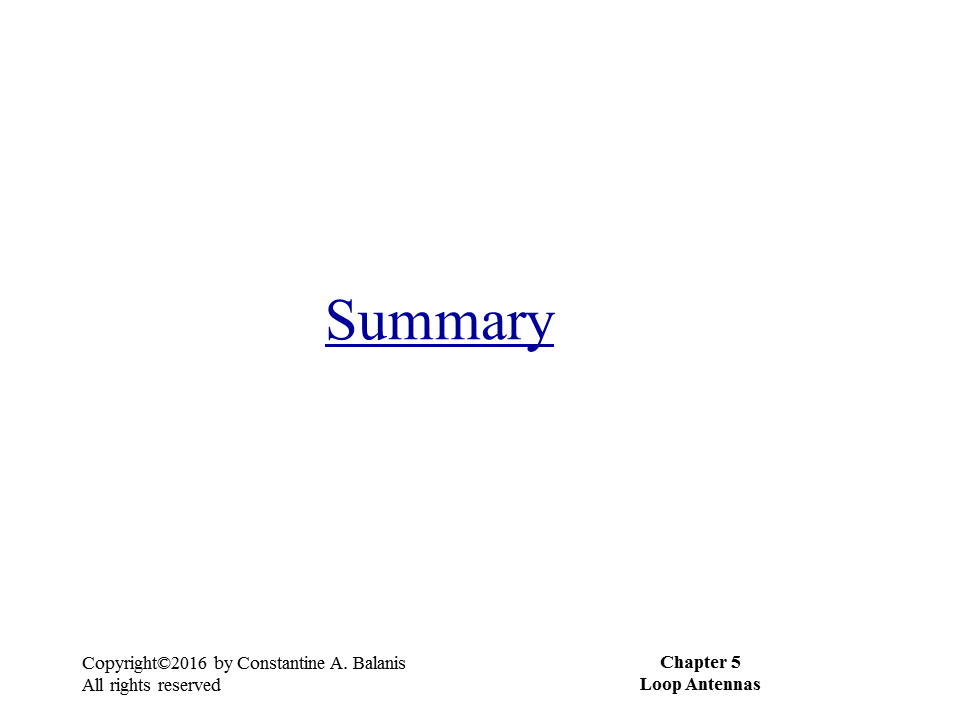 Summary
Copyright©2016 by Constantine A. Balanis
All rights reserved
Chapter 5
Loop Antennas